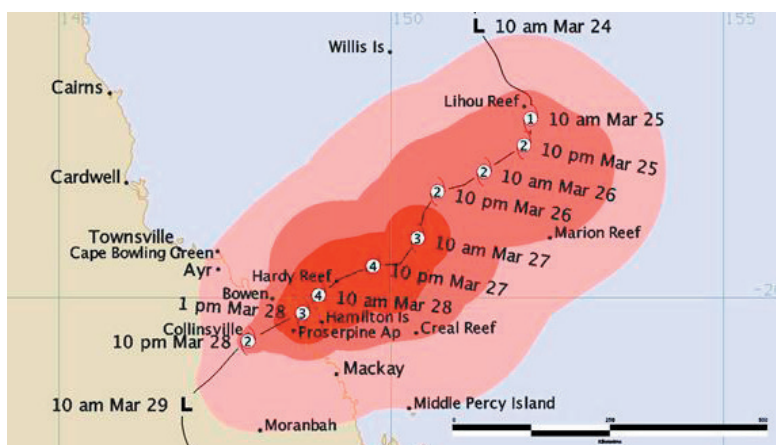 145
150
155
L 10 am Mar 24
Willis Is
Cairns
Lihou Reef
1 10 am Mar 25
2 10 pm Mar 25
Cardwell
2 10 am Mar 26
2 10 pm Mar 26
Townsville
Marion Reef
3 10 am Mar 27
Cape Bowling Green
Ayr
4 10 pm Mar 27
Hardy Reef
Bowen
4 10 am Mar 28
-2
1 pm Mar 28 3
Hamilton Is
Collinsville
Froserpine Ap
Creal Reef
10 pm Mar 28 2
Mackay
10 am Mar 29 L
Middle Percy Island
Moranbah